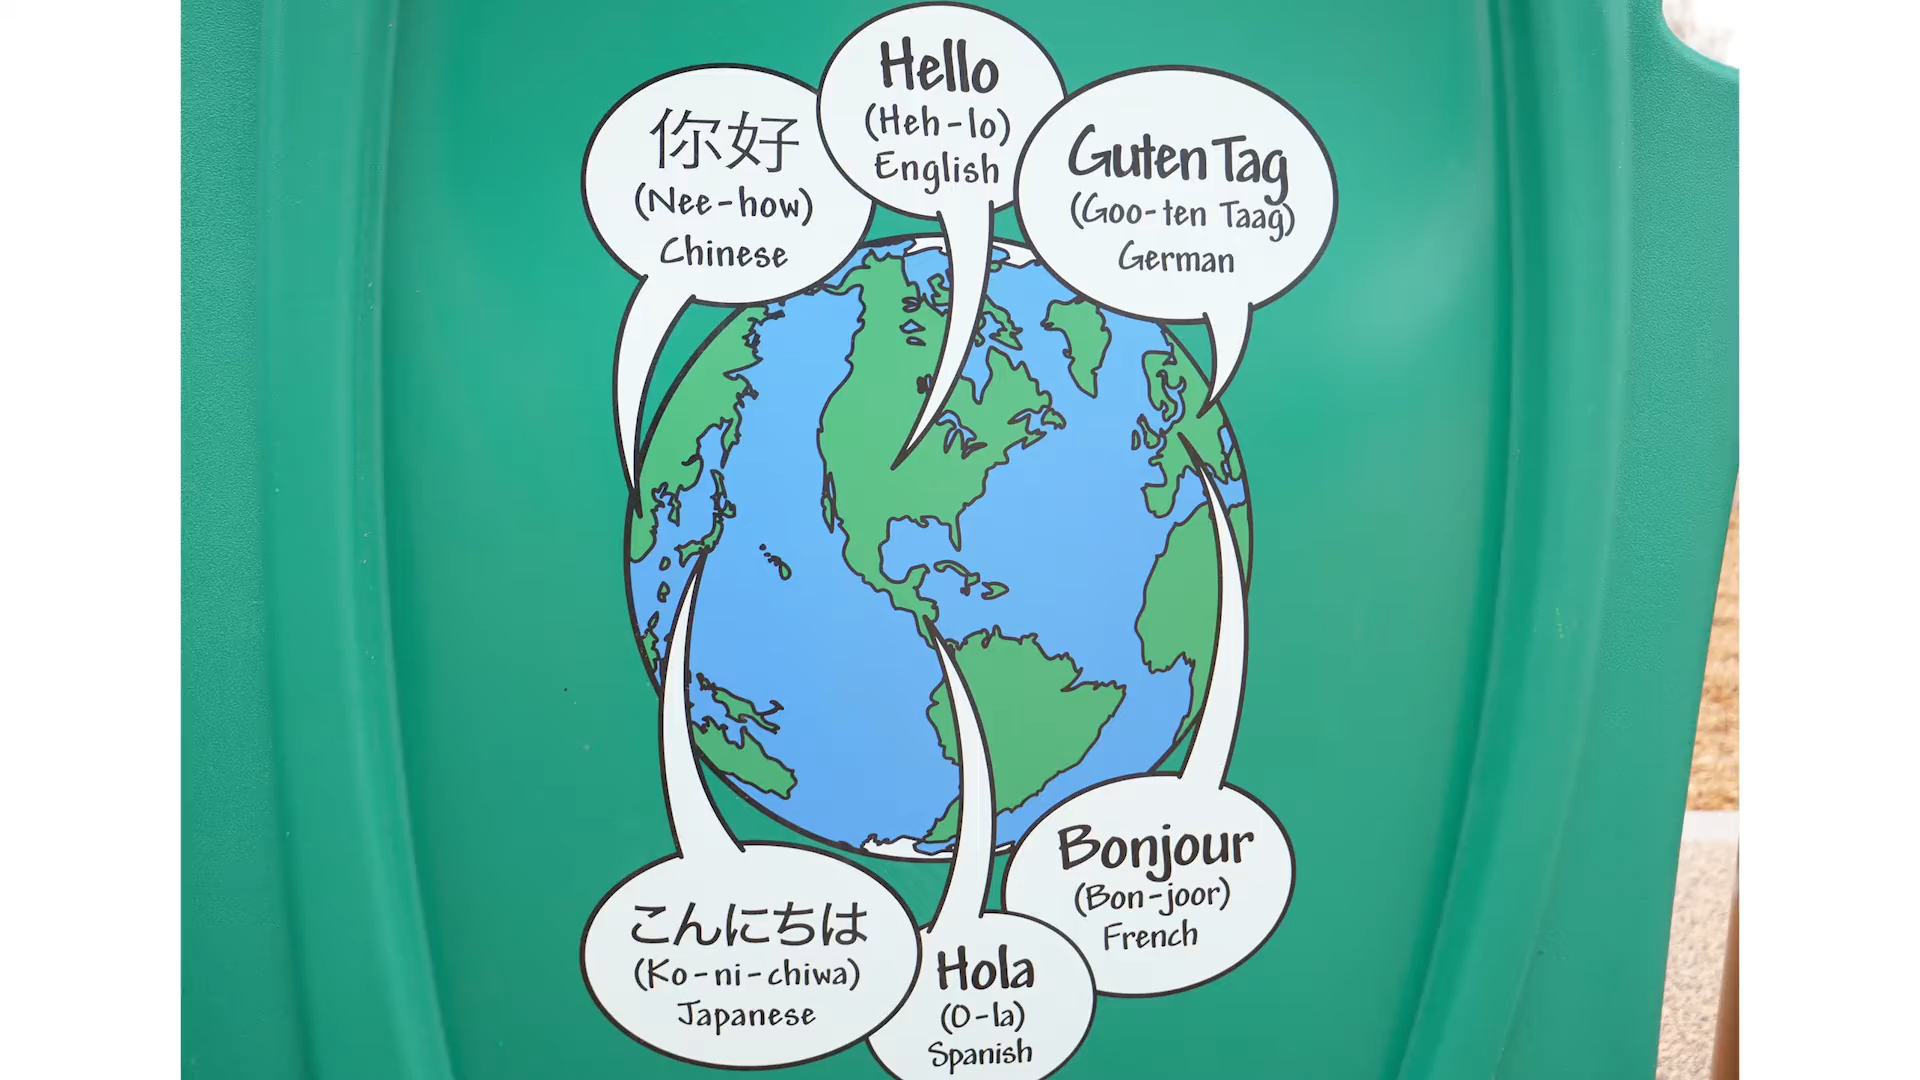 Hello
(Heh-lo)
English
你好
(Nee-how)
Chinese
Guten Tag
(Goo-ten Taag)
German
こんにちは
(Ko-ni-chiwa)
Japanese
Hola
(O-la)
Spanish
Bonjour
(Bon-joor)
French